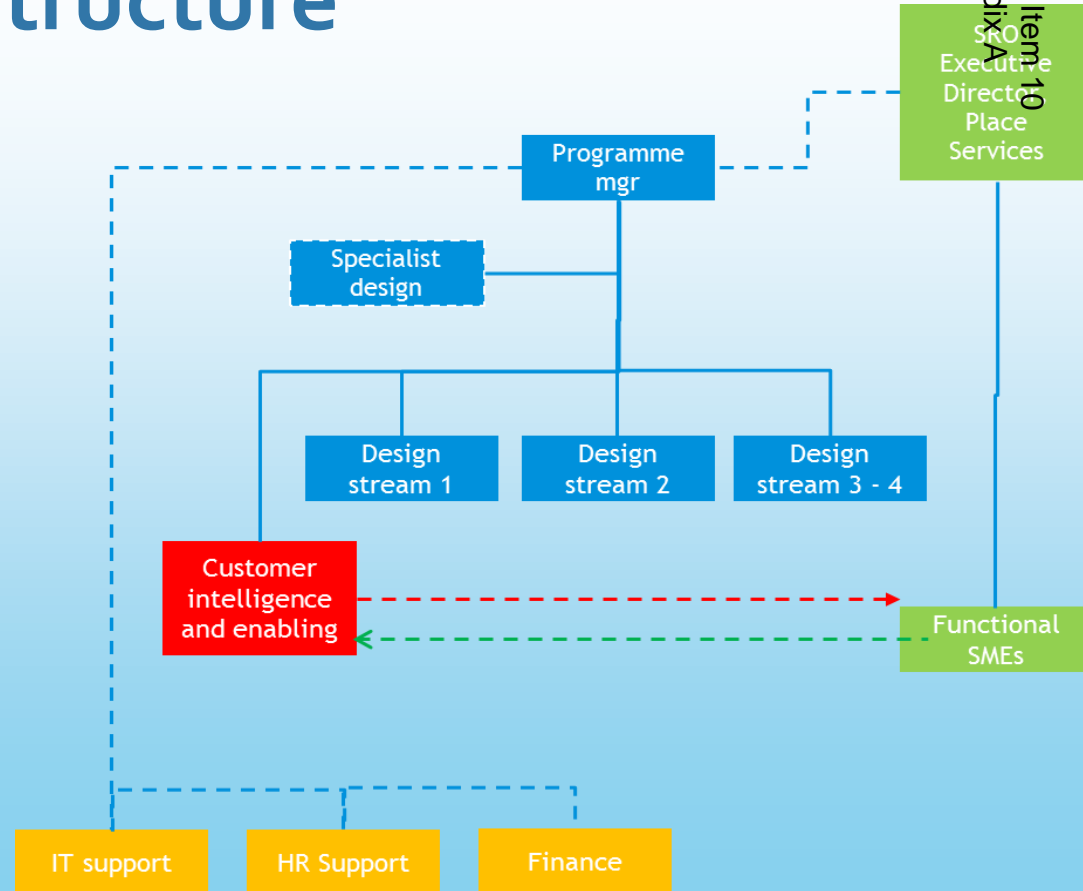 tructure
Item 10
dix A
SRO
Executive
Director,
Place
Services
Programme
mgr
Specialist
design
Design
stream 1
Design
stream 2
Design
stream 3 - 4
Customer
intelligence
and enabling
Functional
SMEs
IT support
HR Support
Finance